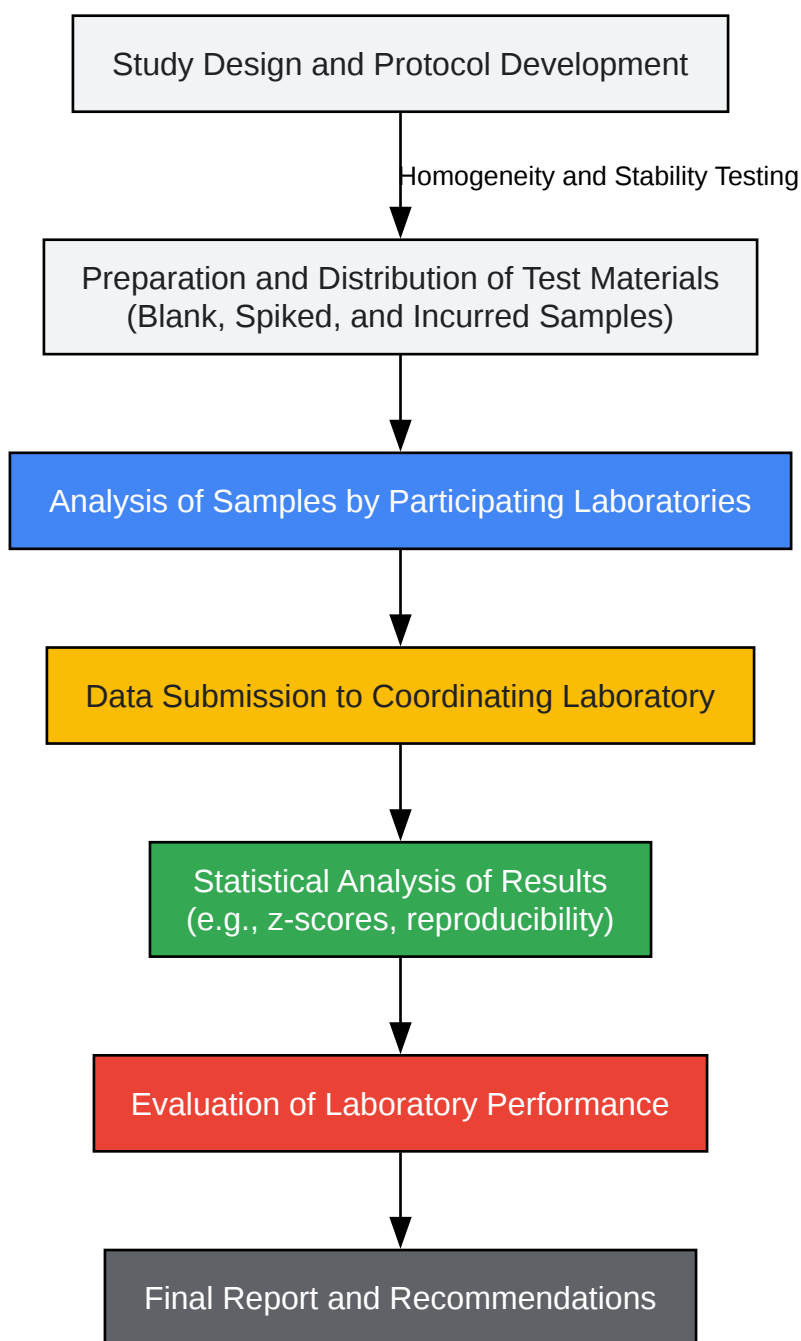 Study Design and Protocol Development
Homogeneity and Stability Testing
Preparation and Distribution of Test Materials
(Blank, Spiked, and Incurred Samples)
Analysis of Samples by Participating Laboratories
Data Submission to Coordinating Laboratory
Statistical Analysis of Results
(e.g., z-scores, reproducibility)
Evaluation of Laboratory Performance
Final Report and Recommendations